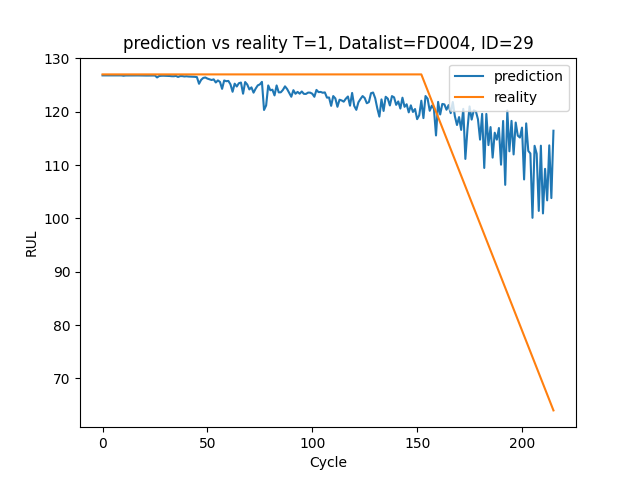 prediction vs reality T=1, Datalist=FD004, ID=29
130
120
110
100
90
80
70
RUL
prediction
reality
0
50
100
150
200
Cycle